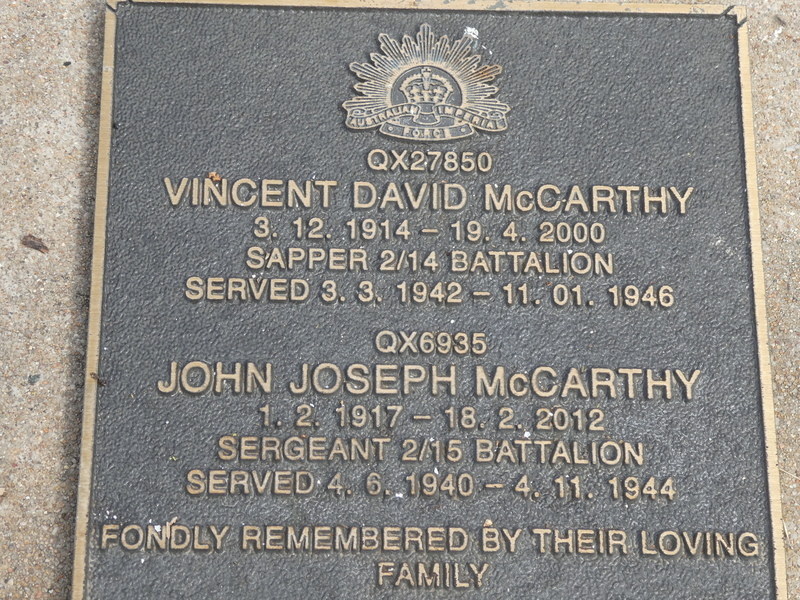 AUSTRALIAN IMPERIAL
FORCE
QX27850
VINCENT DAVID McCARTHY
3. 12. 1914 – 19. 4. 2000
SAPPER 2/14 BATTALION
SERVED 3. 3. 1942 – 11. 01. 1946
QX6935
JOHN JOSEPH McCARTHY
1. 2. 1917 – 18. 2. 2012
SERGEANT 2/15 BATTALION
SERVED 4. 6. 1940 – 4. 11. 1944
FONDLY REMEMBERED BY THEIR LOVING
FAMILY